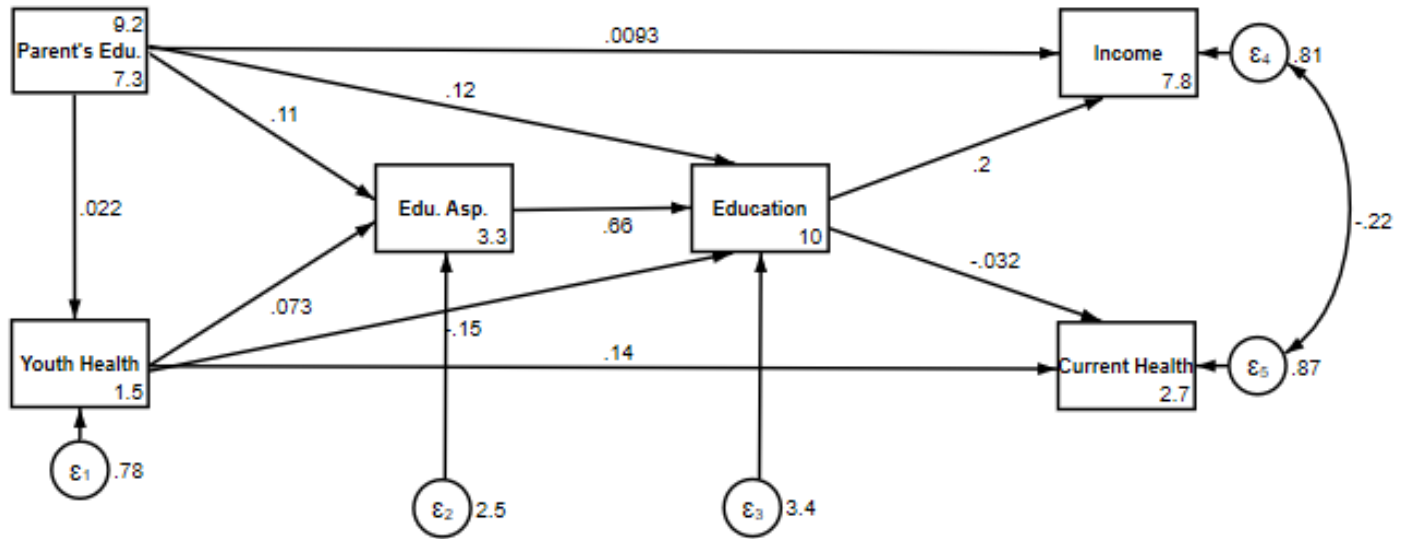 9.2
Parent's Edu.
7.3
.0093
Income
7.8
ε4
.81
.12
.11
.022
Edu. Asp.
3.3
.66
Education
10
.2
-.032
-.22
.073
-.15
.14
Youth Health
1.5
Current Health
2.7
ε5
.87
ε1
.78
ε2
2.5
ε3
3.4